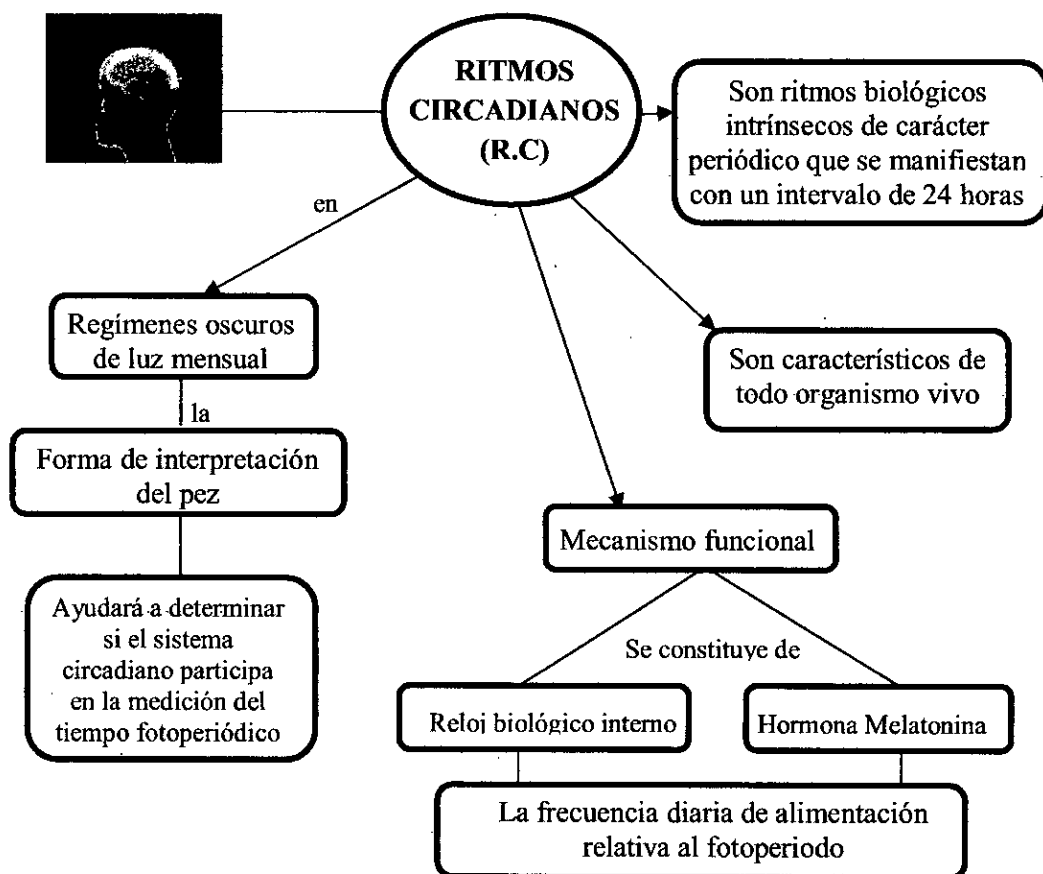 RITMOS
CIRCADIANOS
(R.C)
Son ritmos biológicos
intrínsecos de carácter
periódico que se manifiestan
con un intervalo de 24 horas
en
Regímenes oscuros
de luz mensual
Son característicos de
todo organismo vivo
la
Forma de interpretación
del pez
Mecanismo funcional
Ayudará a determinar
si el sistema
circadiano participa
en la medición del
tiempo fotoperiódico
Se constituye de
Reloj biológico interno
Hormona Melatonina
La frecuencia diaria de alimentación
relativa al fotoperiodo